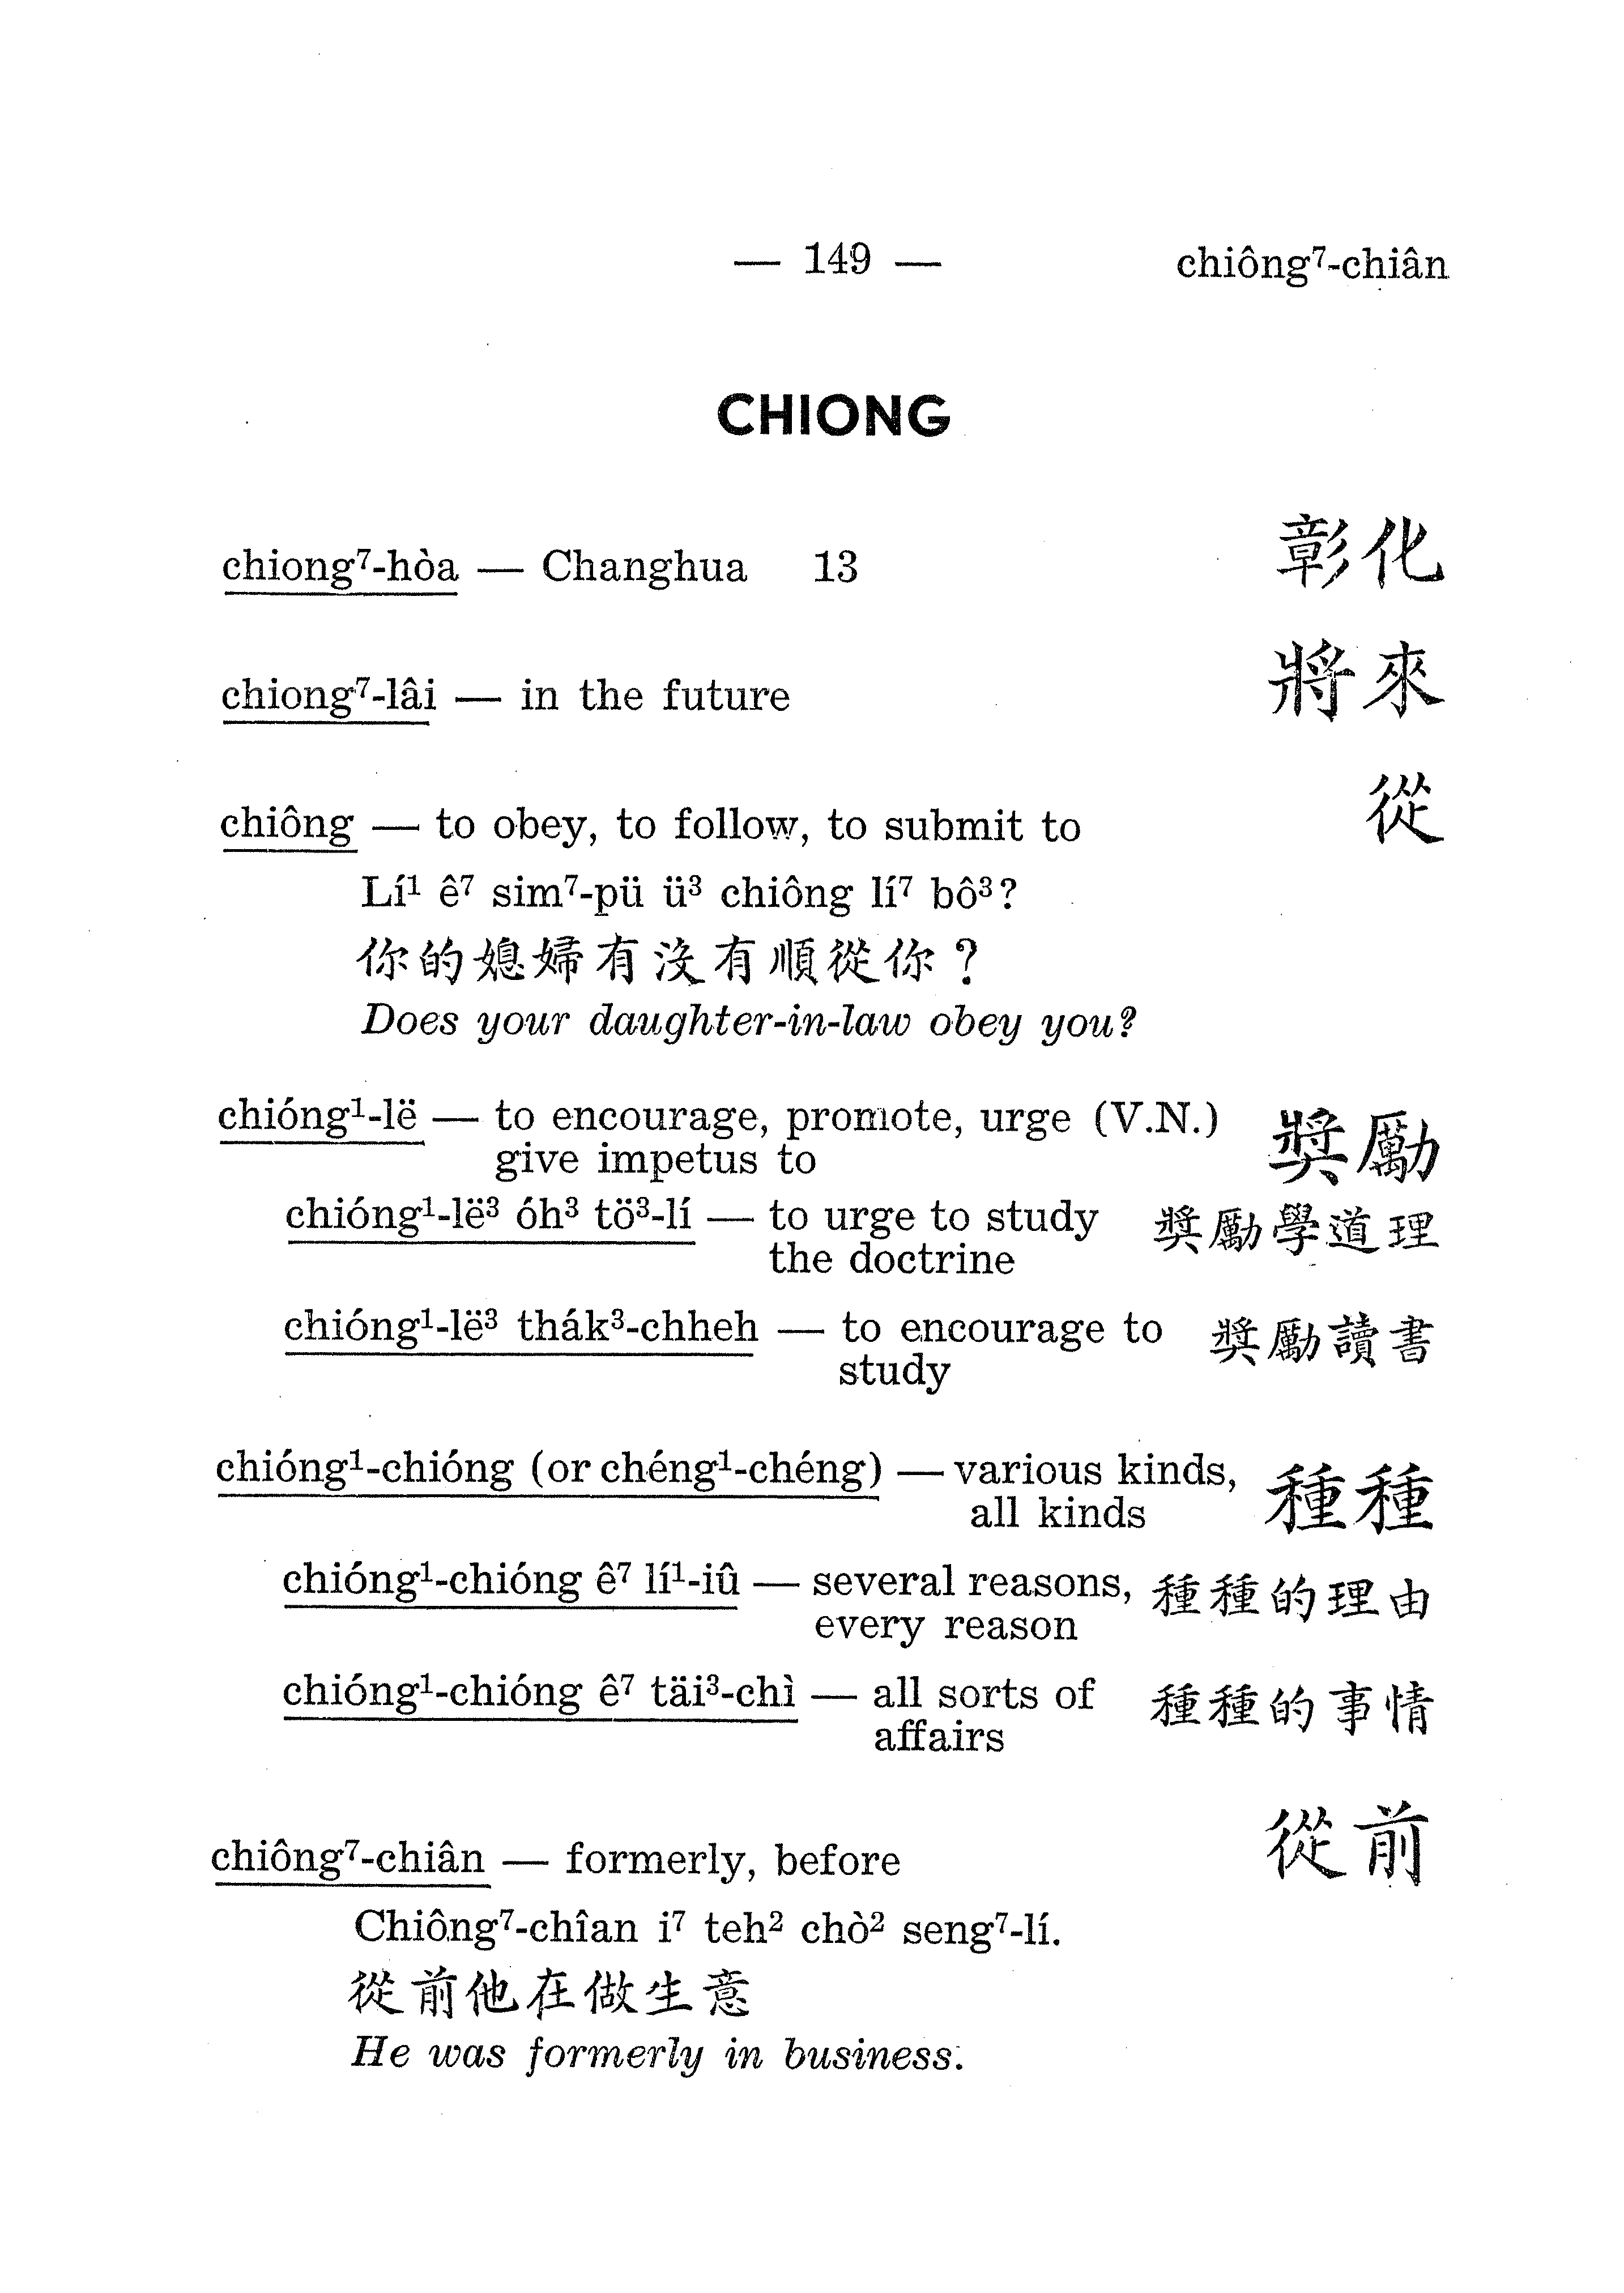 — 149 — chiông⁷-chiân
CHIONG
chiong⁷-hòa — Changhua 13 彰化
chiong⁷-lâi — in the future 將來
chiông — to obey, to follow, to submit to 從
Lí¹ ê⁷ sim⁷-pü ü³ chiông lí⁷ bô³?
你的媳婦有沒有順從你？
Does your daughter-in-law obey you?
chióng¹-lë — to encourage, promote, urge (V.N.) 獎勵
give impetus to
chióng¹-lë³ óh³ tö³-lí — to urge to study 獎勵學道理
the doctrine
chióng¹-lë³ thák³-chheh — to encourage to 獎勵讀書
study
chióng¹-chióng (or chéng¹-chéng) — various kinds, 種種
all kinds
chióng¹-chióng ê⁷ lí¹-iû — several reasons, 種種的理由
every reason
chióng¹-chióng ê⁷ täi³-chì — all sorts of 種種的事情
affairs
chiông⁷-chiân — formerly, before 從前
Chiông⁷-chîan i⁷ teh² chò² seng⁷-lí.
從前他在做生意
He was formerly in business.